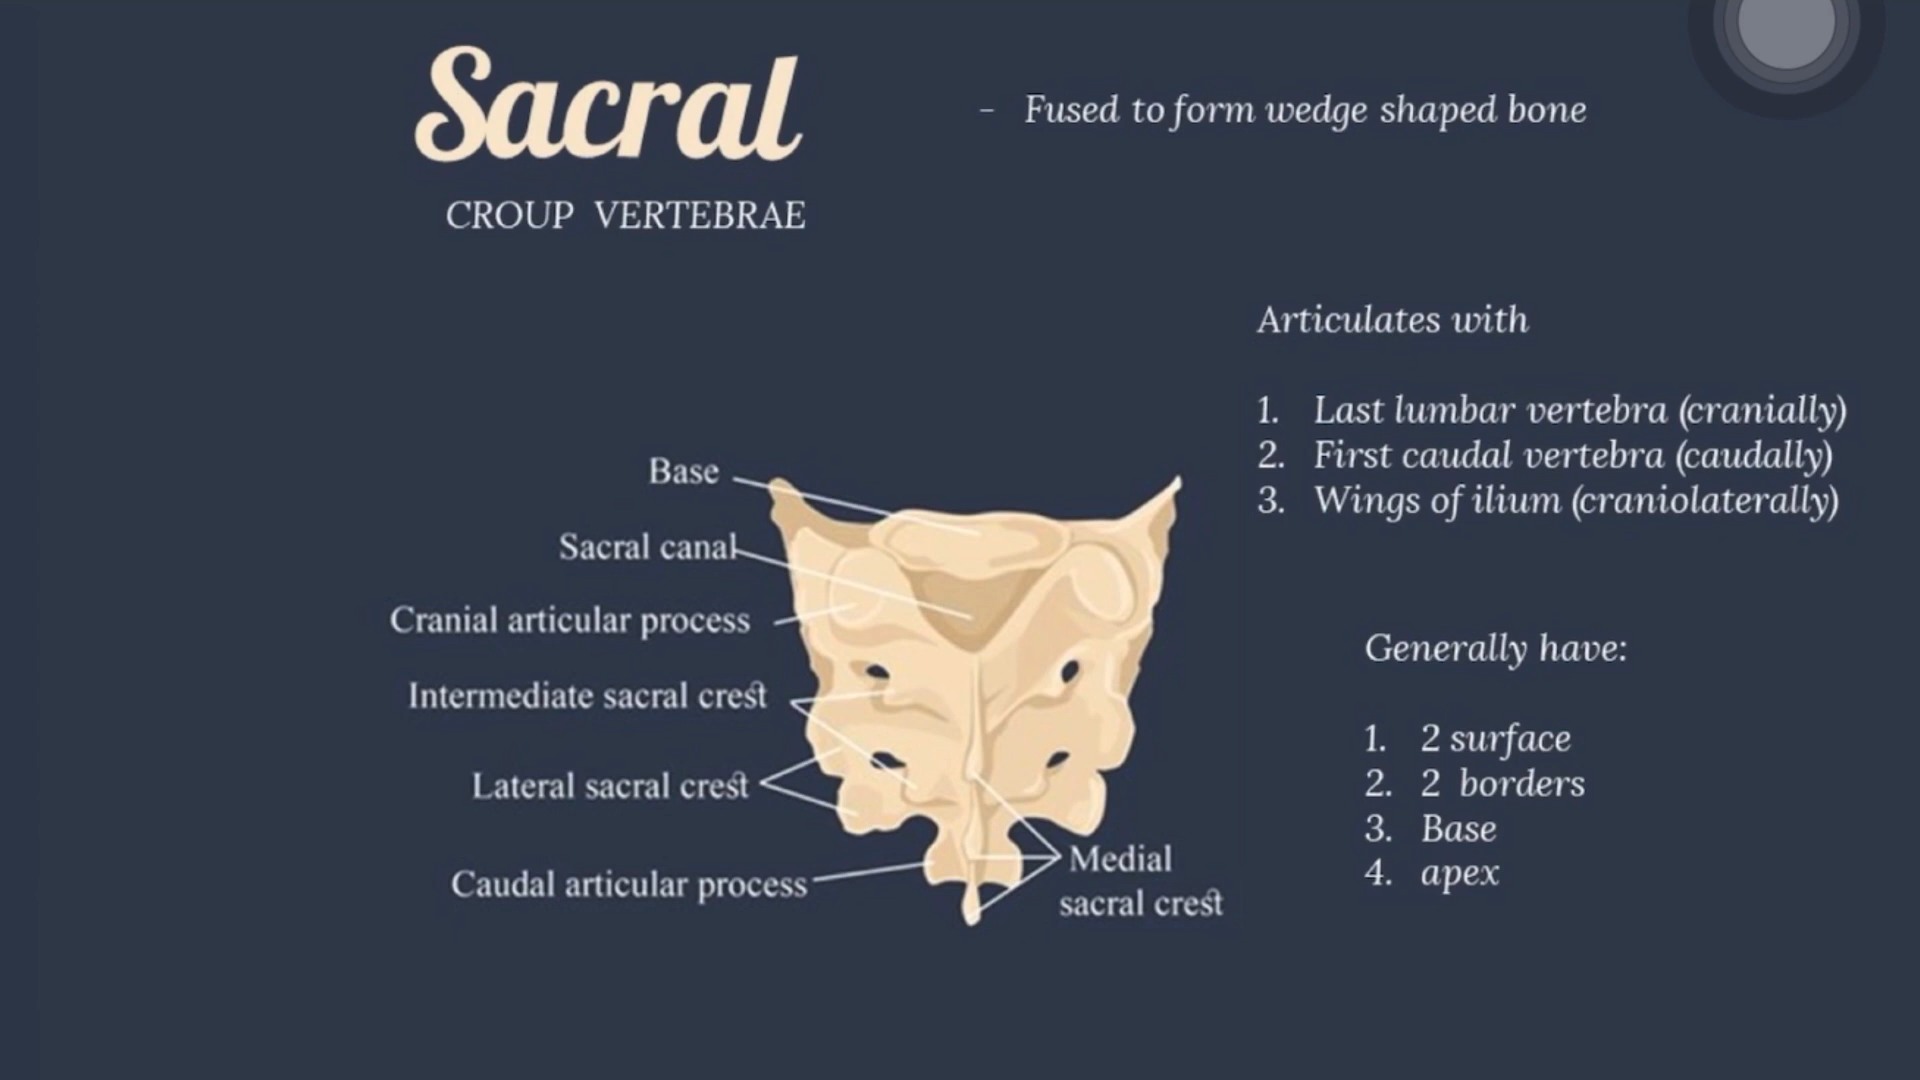 Sacral
CROUP VERTEBRAE
- Fused to form wedge shaped bone
Articulates with
1. Last lumbar vertebra (cranially)
2. First caudal vertebra (caudally)
3. Wings of ilium (craniolaterally)
Base
Sacral canal
Cranial articular process
Intermediate sacral crest
Lateral sacral crest
Caudal articular process
Medial
sacral crest
Generally have:
1. 2 surface
2. 2 borders
3. Base
4. apex